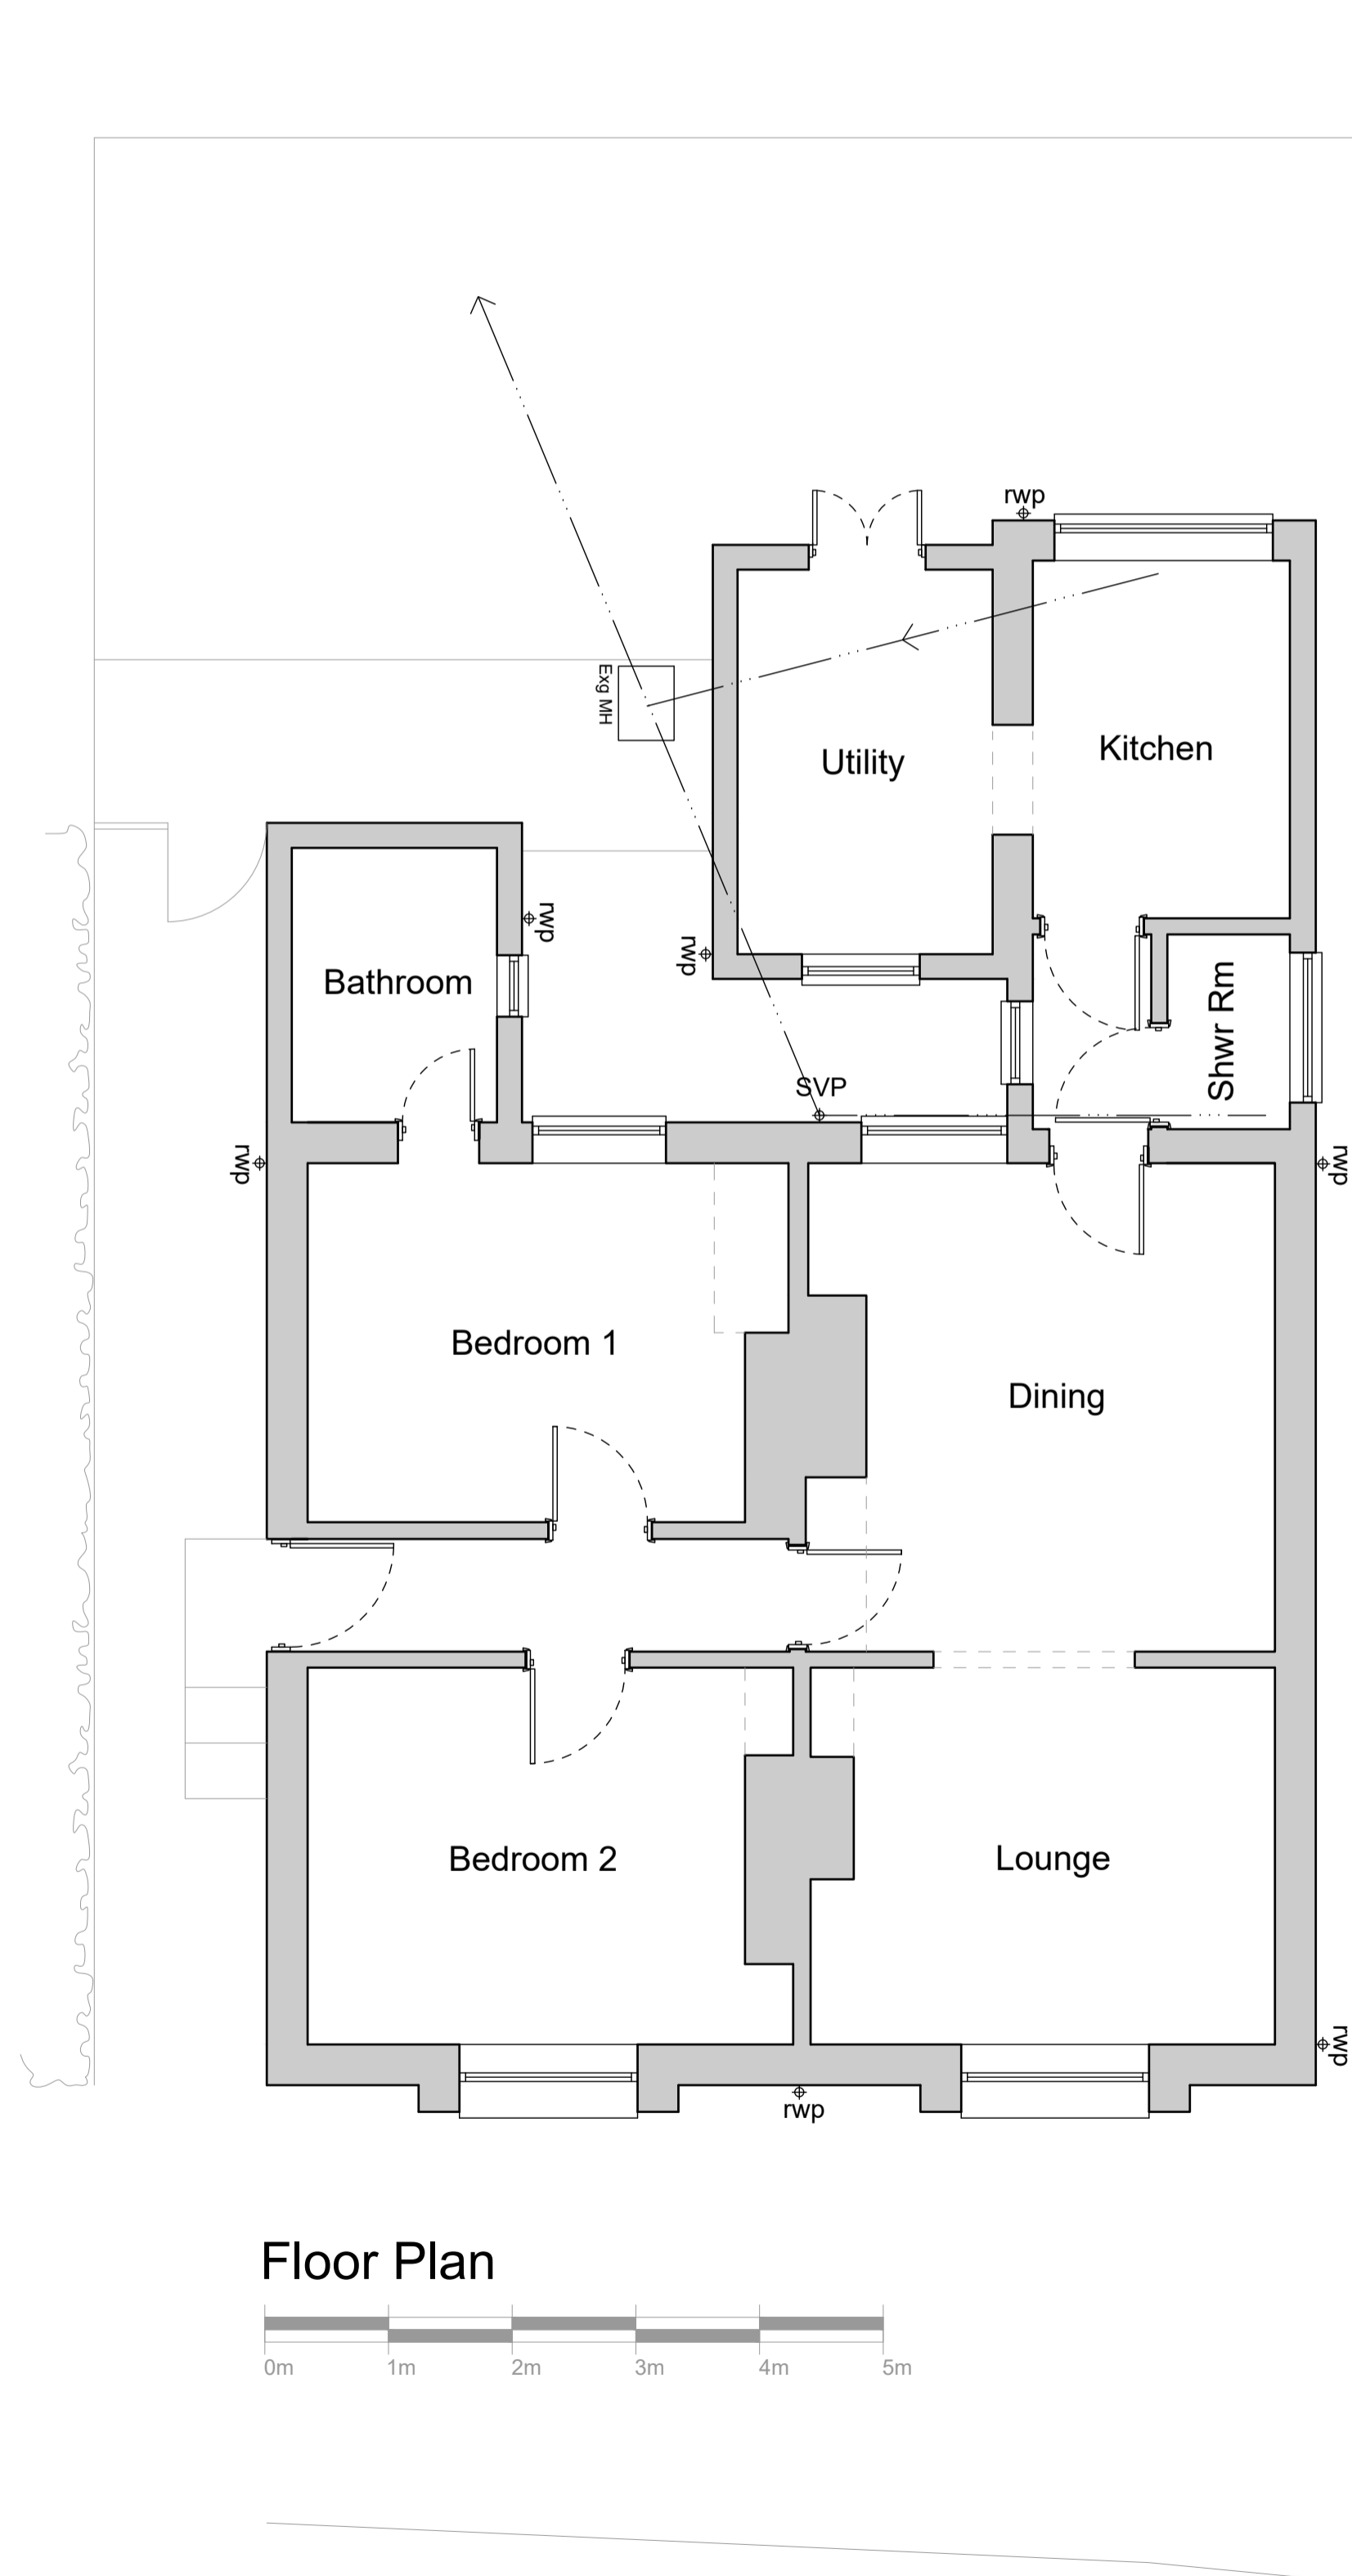 rwp
Exg MH
Utility
Kitchen
rwp
rwp
Bathroom
Shwr Rm
SVP
rwp
rwp
Bedroom 1
Dining
Bedroom 2
Lounge
rwp
rwp
Floor Plan
0m 1m 2m 3m 4m 5m